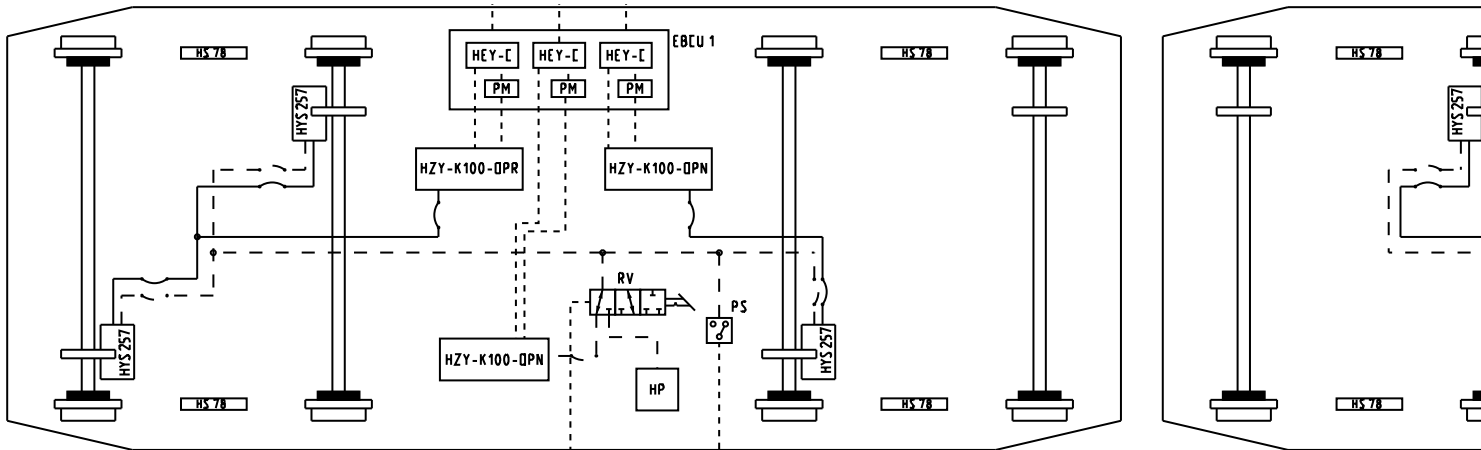 HS 78
EBCU 1
HS 78
HS 78
HEY-C
HEY-C
HEY-C
PM
PM
PM
HYS 257
HYS 257
HZY-K100-OPR
HZY-K100-OPN
RV
PS
HYS 257
HYS 257
HZY-K100-OPN
HP
HS 78
HS 78
HS 78